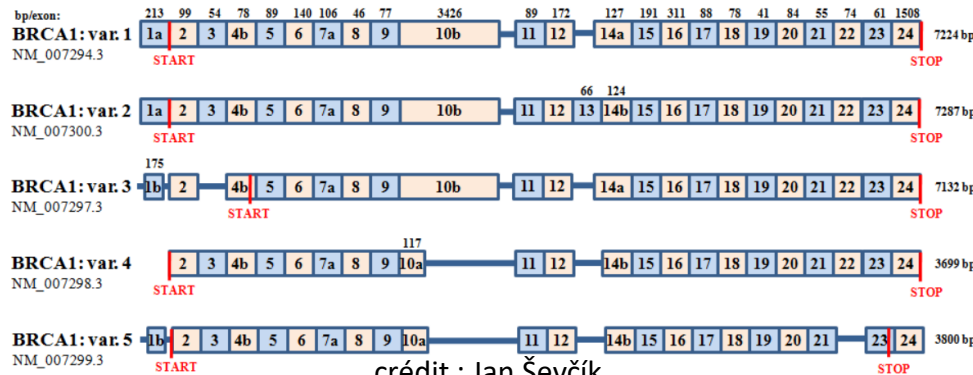 bp/exon: 213 99 54 78 89 140 106 46 77 3426 89 172 127 191 311 88 78 41 84 55 74 61 1508
BRCA1: var. 1 1a 2 3 4b 5 6 7a 8 9 10b 11 12 14a 15 16 17 18 19 20 21 22 23 24 7224 bp
NM_007294.3
START STOP
66 124
BRCA1: var. 2 1a 2 3 4b 5 6 7a 8 9 10b 11 12 13 14b 15 16 17 18 19 20 21 22 23 24 7287 bp
NM_007300.3
START STOP
175
BRCA1: var. 3 1b 2 4b 5 6 7a 8 9 10b 11 12 14a 15 16 17 18 19 20 21 22 23 24 7132 bp
NM_007297.3
START STOP
117
BRCA1: var. 4 2 3 4b 5 6 7a 8 9 10a 11 12 14b 15 16 17 18 19 20 21 22 23 24 3699 bp
NM_007298.3
START STOP
BRCA1: var. 5 1b 2 3 4b 5 6 7a 8 9 10a 11 12 14b 15 16 17 18 19 20 21 23 24 3800 bp
NM_007299.3
START STOP
crédit : Jan Ševčík